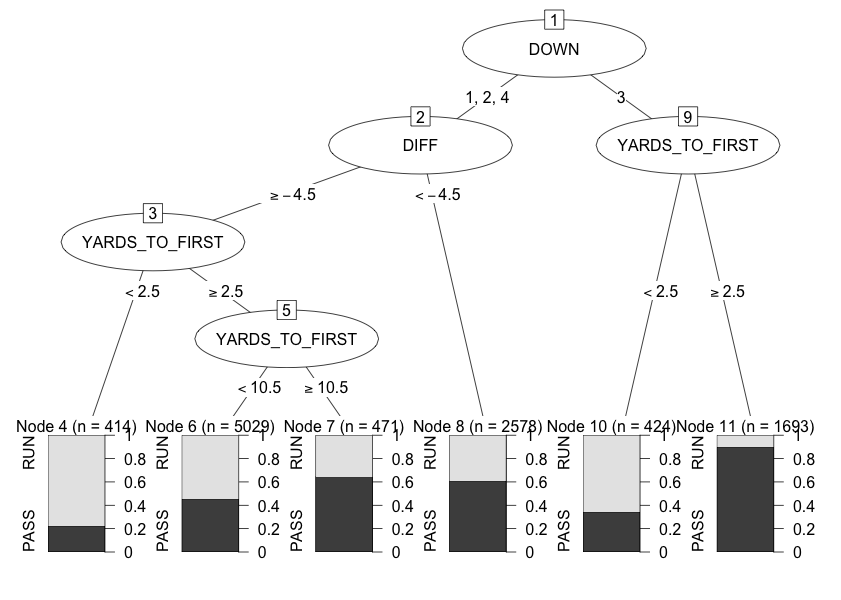 1
DOWN
1, 2, 4
3
2
DIFF
9
YARDS_TO_FIRST
≥ −4.5
< −4.5
3
YARDS_TO_FIRST
< 2.5
≥ 2.5
< 2.5
≥ 2.5
5
YARDS_TO_FIRST
< 10.5
≥ 10.5
Node 4 (n = 414)
Node 6 (n = 5029)
Node 7 (n = 471)
Node 8 (n = 2578)
Node 10 (n = 424)
Node 11 (n = 1693)
PASS RUN
1
0.8
0.6
0.4
0.2
0
PASS RUN
1
0.8
0.6
0.4
0.2
0
PASS RUN
1
0.8
0.6
0.4
0.2
0
PASS RUN
1
0.8
0.6
0.4
0.2
0
PASS RUN
1
0.8
0.6
0.4
0.2
0
PASS RUN
1
0.8
0.6
0.4
0.2
0